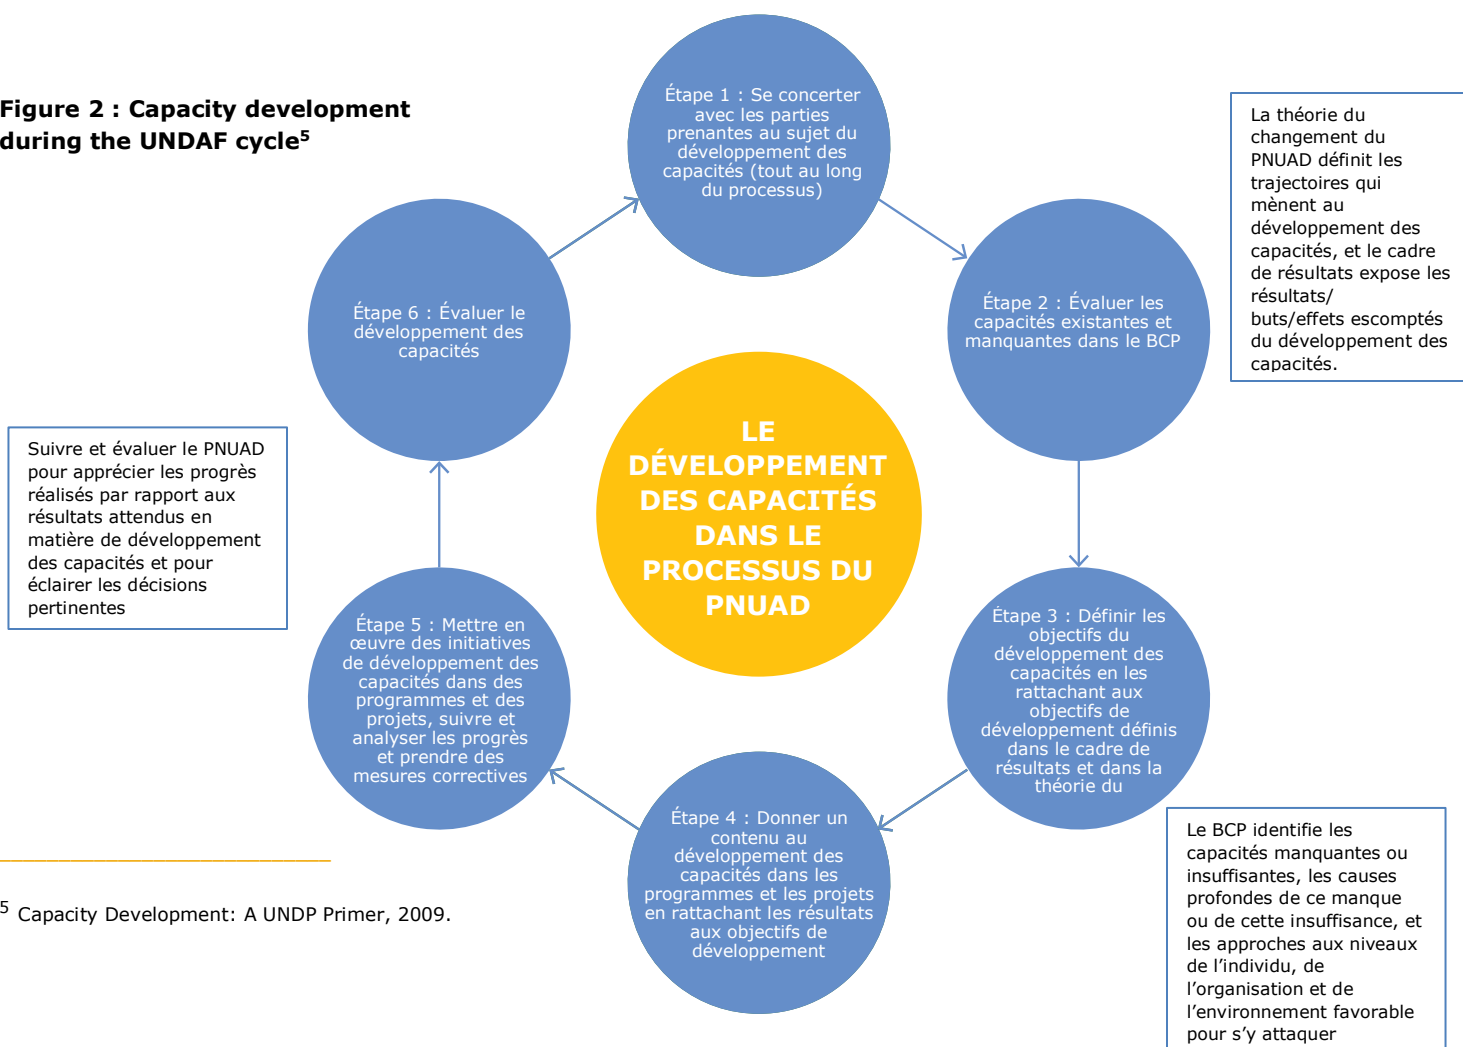 Figure 2 : Capacity development
during the UNDAF cycle5
Étape 1 : Se concerter
avec les parties
prenantes au sujet du
développement des
capacités (tout au long
du processus)
La théorie du
changement du
PNUAD définit les
trajectoires qui
mènent au
développement des
capacités, et le cadre
de résultats expose les
résultats/
buts/effets escomptés
du développement des
capacités.
Étape 2 : Évaluer les
capacités existantes et
manquantes dans le BCP
Étape 6 : Évaluer le
développement des
capacités
LE
DÉVELOPPEMENT
DES CAPACITÉS
DANS LE
PROCESSUS DU
PNUAD
Suivre et évaluer le PNUAD
pour apprécier les progrès
réalisés par rapport aux
résultats attendus en
matière de développement
des capacités et pour
éclairer les décisions
pertinentes
Étape 3 : Définir les
objectifs du
développement des
capacités en les
rattachant aux
objectifs de
développement définis
dans le cadre de
résultats et dans la
théorie du
Étape 5 : Mettre en
œuvre des initiatives
de développement des
capacités dans des
programmes et des
projets, suivre et
analyser les progrès
et prendre des
mesures correctives
Étape 4 : Donner un
contenu au
développement des
capacités dans les
programmes et les projets
en rattachant les résultats
aux objectifs de
développement
Le BCP identifie les
capacités manquantes ou
insuffisantes, les causes
profondes de ce manque
ou de cette insuffisance, et
les approches aux niveaux
de l’individu, de
l’organisation et de
l’environnement favorable
pour s’y attaquer
5 Capacity Development: A UNDP Primer, 2009.